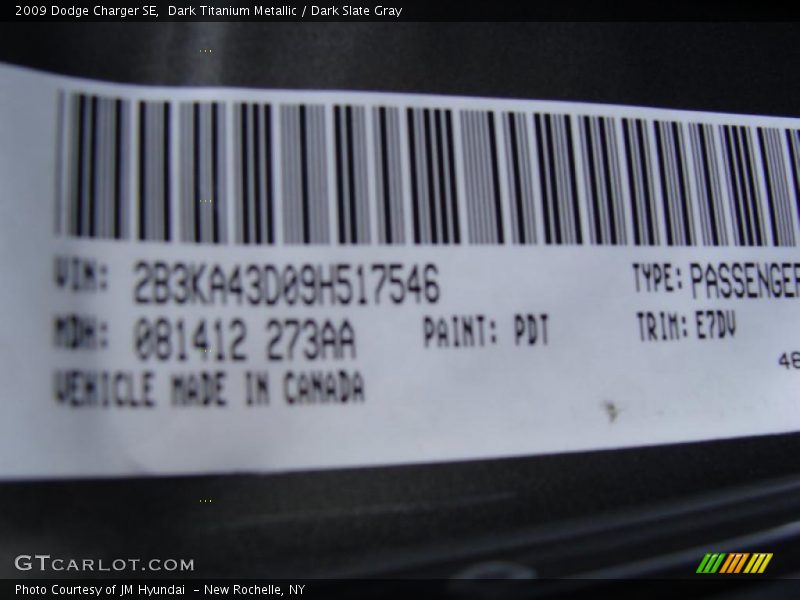 2009 Dodge Charger SE,  Dark Titanium Metallic / Dark Slate Gray
VIN: 2B3KA43D09H517546 TYPE: PASSENGER
MDH: 081412 273AA PAINT: PDT TRIM: E7DV
VEHICLE MADE IN CANADA
48
GTCARLOT.COM
Photo Courtesy of JM Hyundai  - New Rochelle, NY